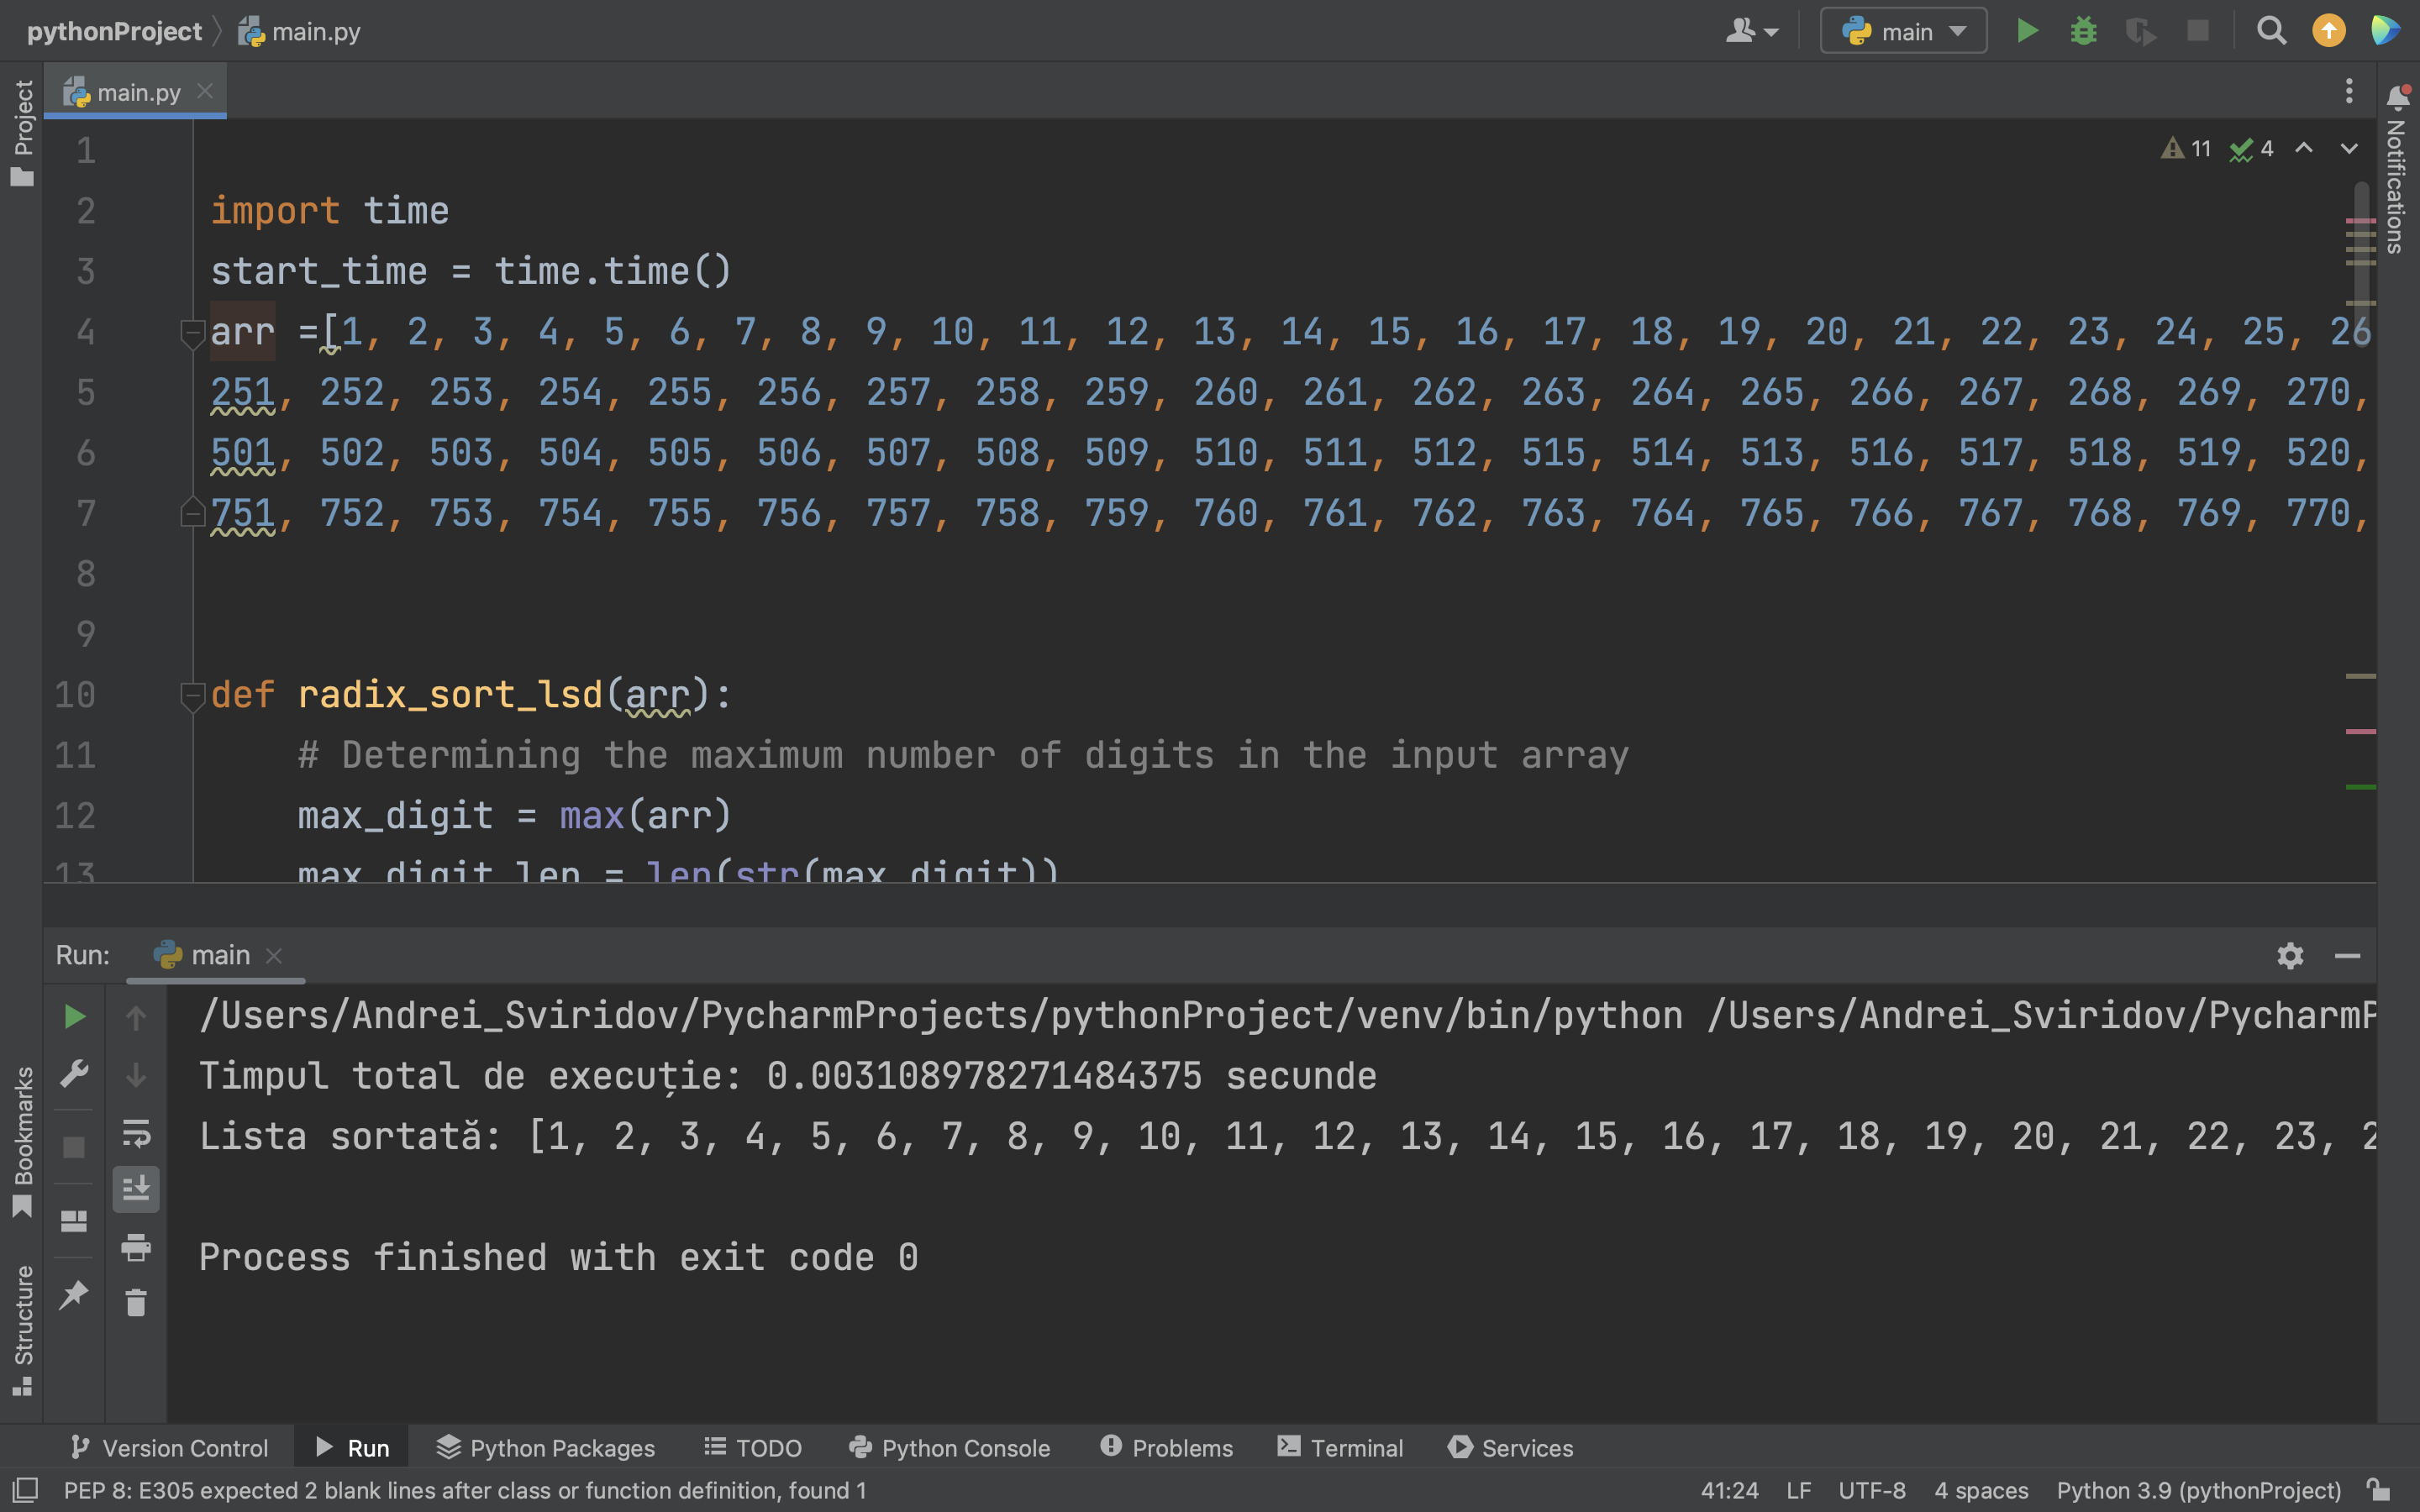 pythonProject main.py main
main.py
Project
Notifications
11 4
1
2 import time
3 start_time = time.time()
4 arr =[1, 2, 3, 4, 5, 6, 7, 8, 9, 10, 11, 12, 13, 14, 15, 16, 17, 18, 19, 20, 21, 22, 23, 24, 25, 26
5 251, 252, 253, 254, 255, 256, 257, 258, 259, 260, 261, 262, 263, 264, 265, 266, 267, 268, 269, 270,
6 501, 502, 503, 504, 505, 506, 507, 508, 509, 510, 511, 512, 515, 514, 513, 516, 517, 518, 519, 520,
7 751, 752, 753, 754, 755, 756, 757, 758, 759, 760, 761, 762, 763, 764, 765, 766, 767, 768, 769, 770,
8
9
10 def radix_sort_lsd(arr):
11 # Determining the maximum number of digits in the input array
12 max_digit = max(arr)
13 max_digit_len = len(str(max_digit))
Run: main
/Users/Andrei_Sviridov/PycharmProjects/pythonProject/venv/bin/python /Users/Andrei_Sviridov/PycharmP
Timpul total de execuție: 0.003108978271484375 secunde
Lista sortată: [1, 2, 3, 4, 5, 6, 7, 8, 9, 10, 11, 12, 13, 14, 15, 16, 17, 18, 19, 20, 21, 22, 23, 2
Process finished with exit code 0
Bookmarks
Structure
Version Control Run Python Packages TODO Python Console Problems Terminal Services
PEP 8: E305 expected 2 blank lines after class or function definition, found 1 41:24 LF UTF-8 4 spaces Python 3.9 (pythonProject)